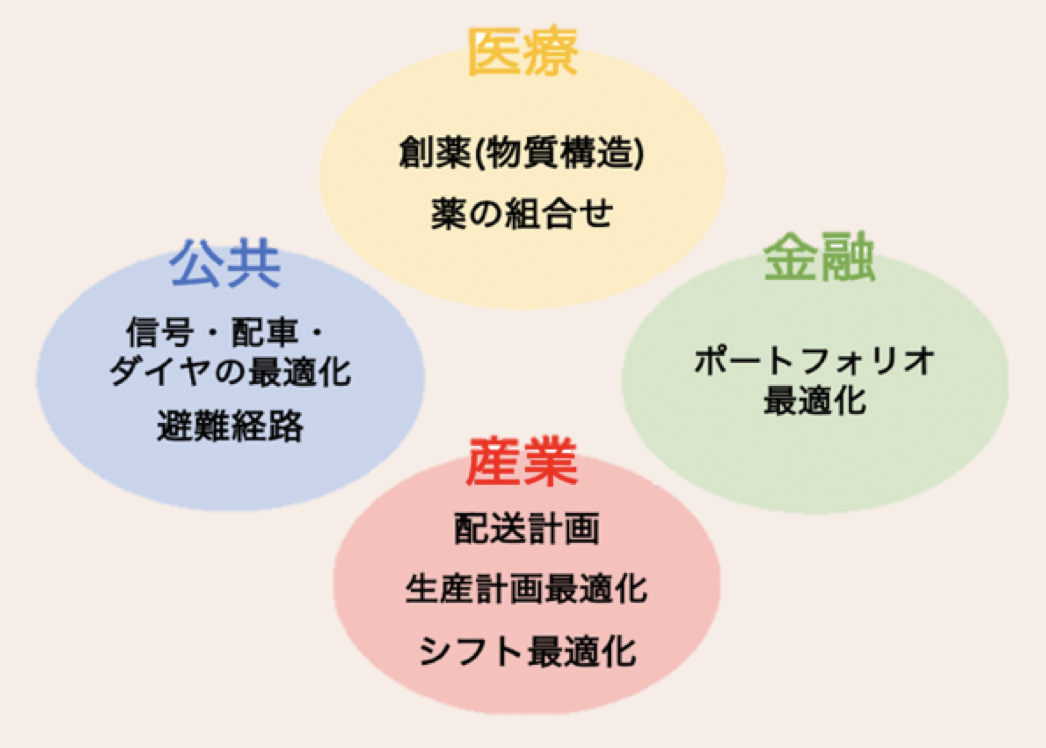 医療
創薬(物質構造)
薬の組合せ
公共
信号・配車・
ダイヤの最適化
避難経路
金融
ポートフォリオ
最適化
産業
配送計画
生産計画最適化
シフト最適化